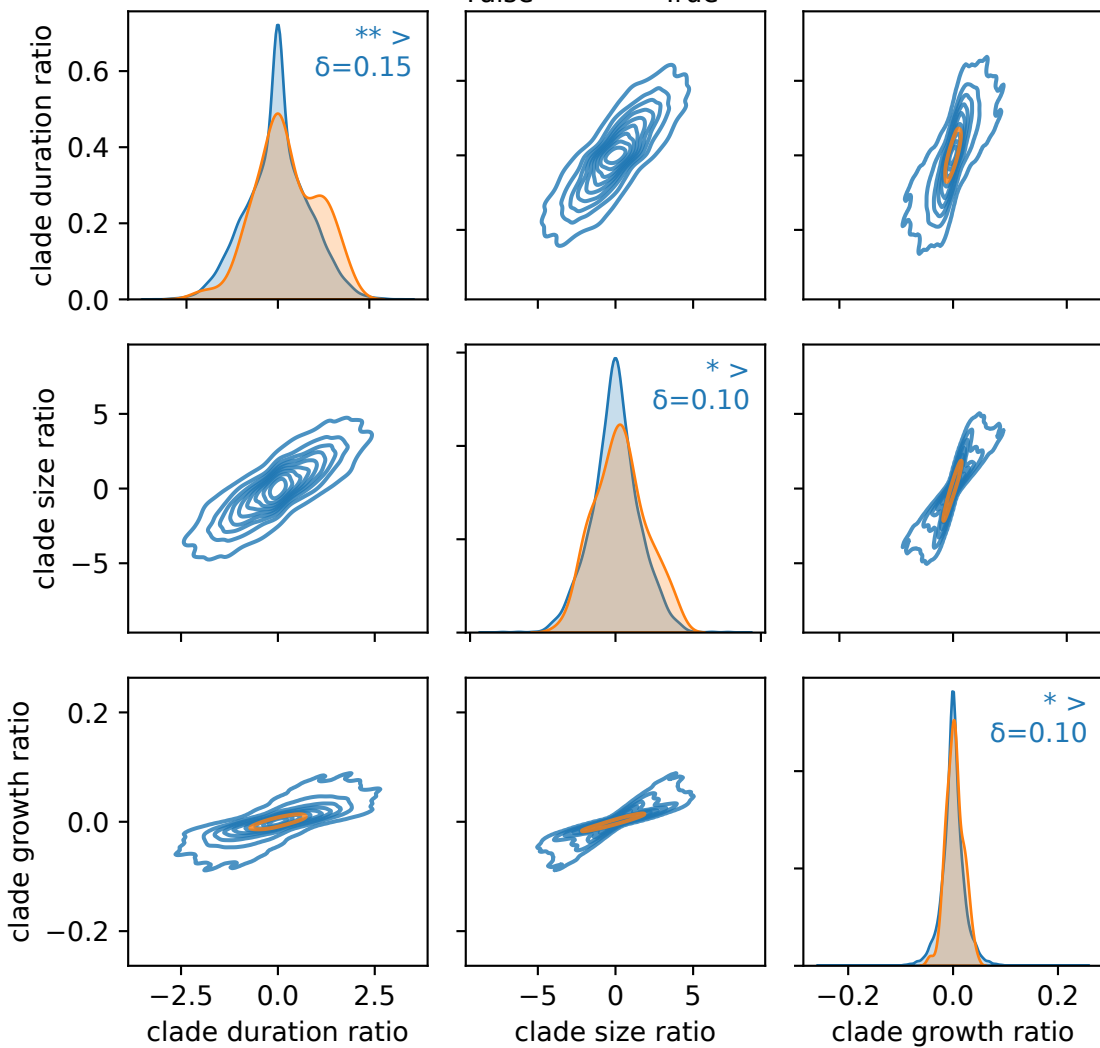 clade duration ratio
0.6
0.4
0.2
0.0
** >
δ=0.15
clade size ratio
5
0
−5
* >
δ=0.10
clade growth ratio
0.2
0.0
−0.2
* >
δ=0.10
−2.5 0.0 2.5
−5 0 5
−0.2 0.0 0.2
clade duration ratio
clade size ratio
clade growth ratio